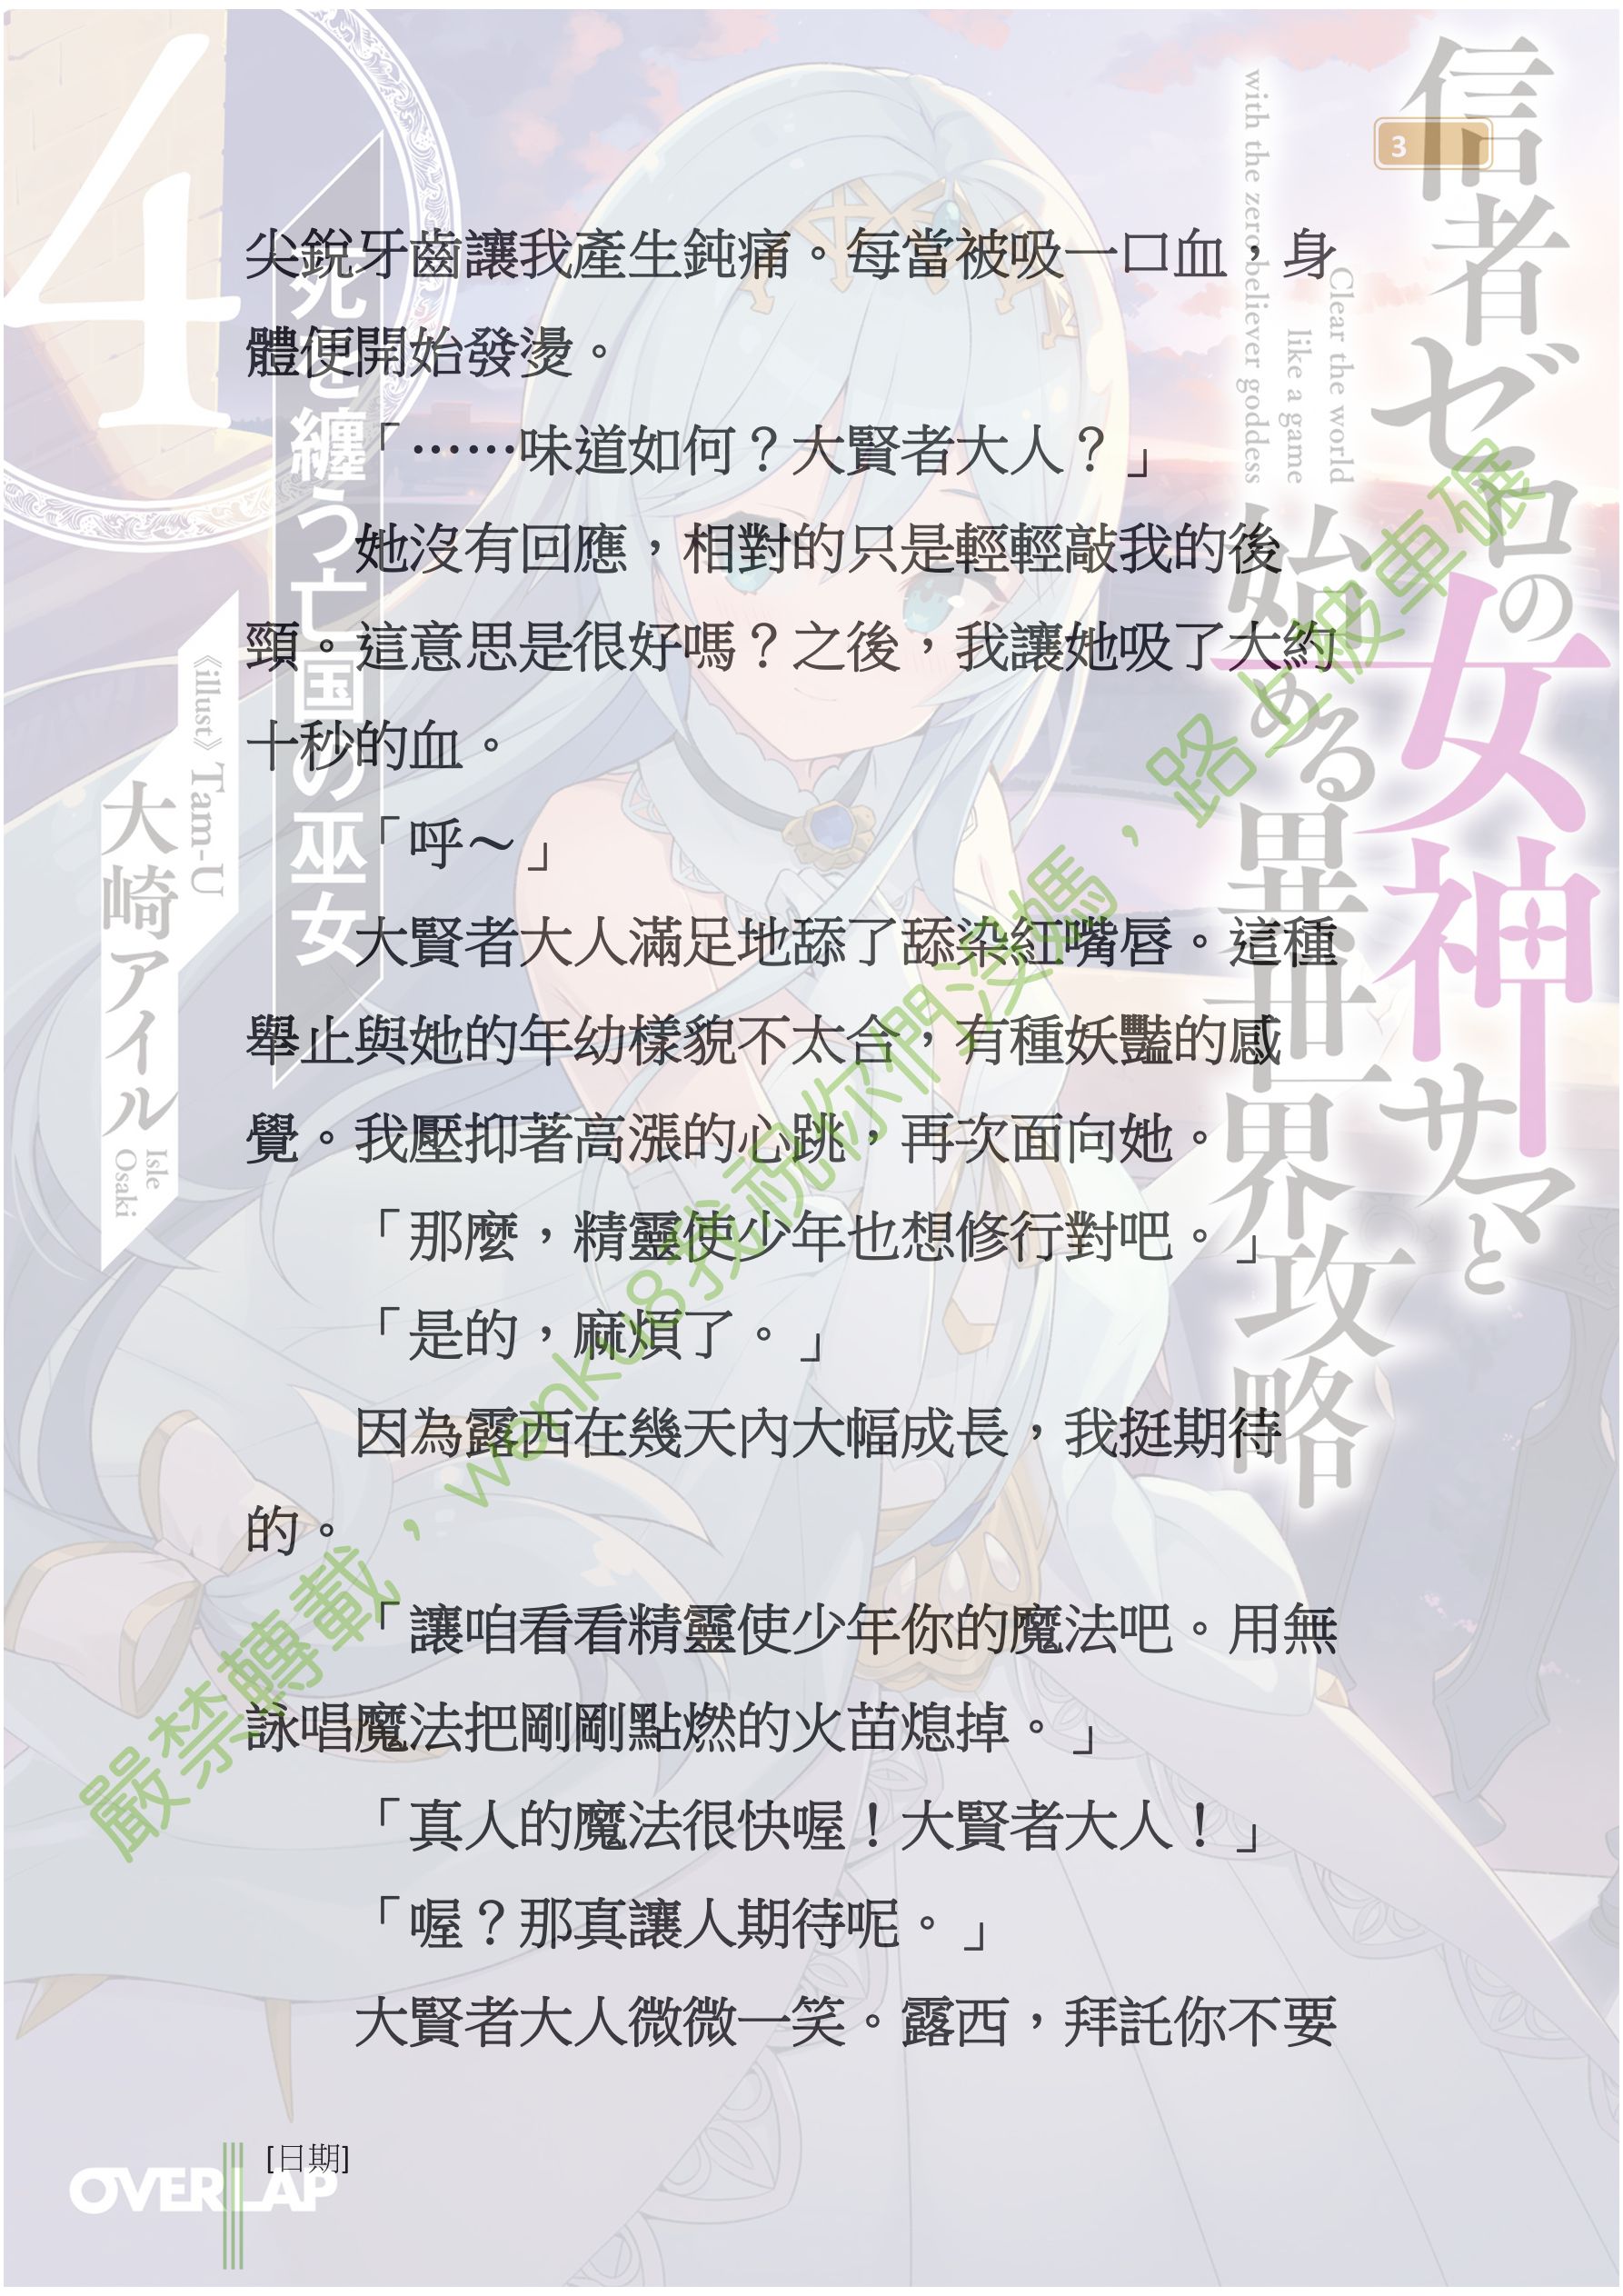 3
尖銳牙齒讓我產生鈍痛。每當被吸一口血，身
體便開始發燙。
「……味道如何？大賢者大人？」
她沒有回應，相對的只是輕輕敲我的後
頸。這意思是很好嗎？之後，我讓她吸了大約
十秒的血。
「呼～」
大賢者大人滿足地舔了舔染紅嘴唇。這種
舉止與她的年幼樣貌不太合，有種妖豔的感
覺。我壓抑著高漲的心跳，再次面向她。
「那麼，精靈使少年也想修行對吧。」
「是的，麻煩了。」
因為露西在幾天內大幅成長，我挺期待
的。
「讓咱看看精靈使少年你的魔法吧。用無
詠唱魔法把剛剛點燃的火苗熄掉。」
「真人的魔法很快喔！大賢者大人！」
「喔？那真讓人期待呢。」
大賢者大人微微一笑。露西，拜託你不要
[日期]
信者ゼロの女神サマと
始める異世界攻略
Clear the world
like a game
with the zero believer goddess
4
死を纏う亡国の巫女
《illust》Tam-U
大崎アイル
Isle
Osaki
嚴禁轉載，wenku8我祝你們沒媽，路上被車碾
OVERLAP